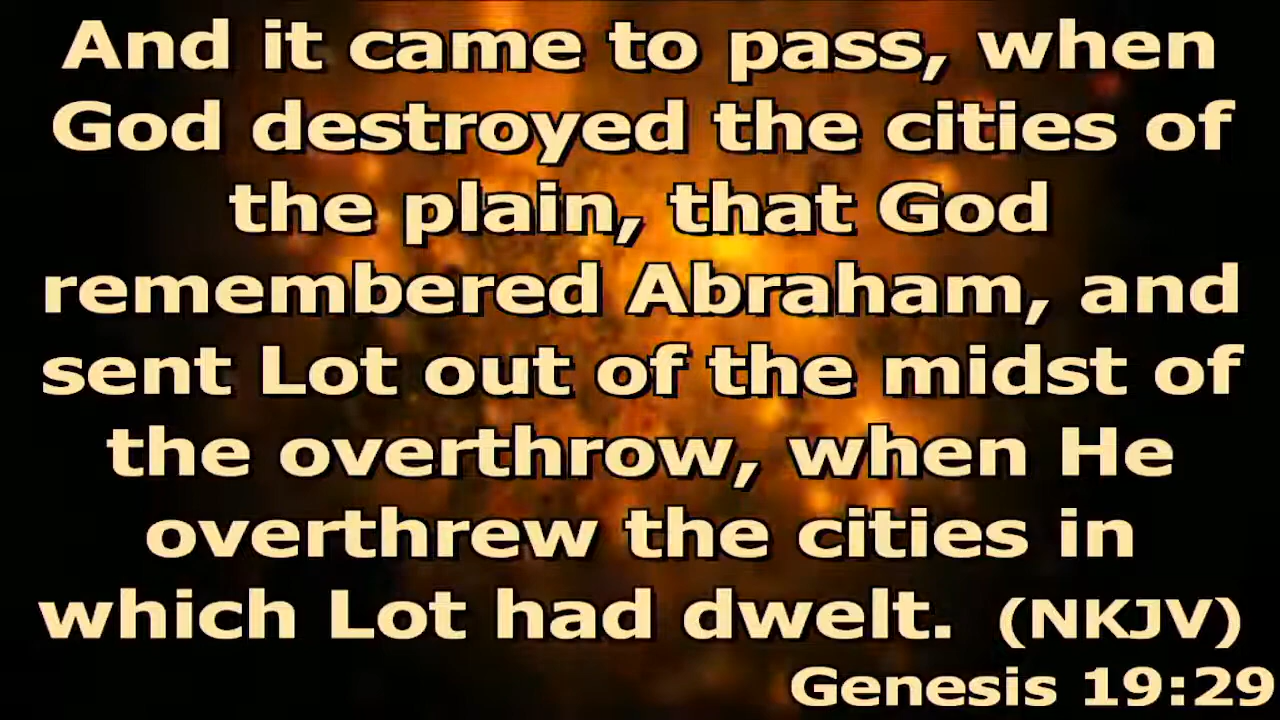 And it came to pass, when
God destroyed the cities of
the plain, that God
remembered Abraham, and
sent Lot out of the midst of
the overthrow, when He
overthrew the cities in
which Lot had dwelt. (NKJV)
Genesis 19:29